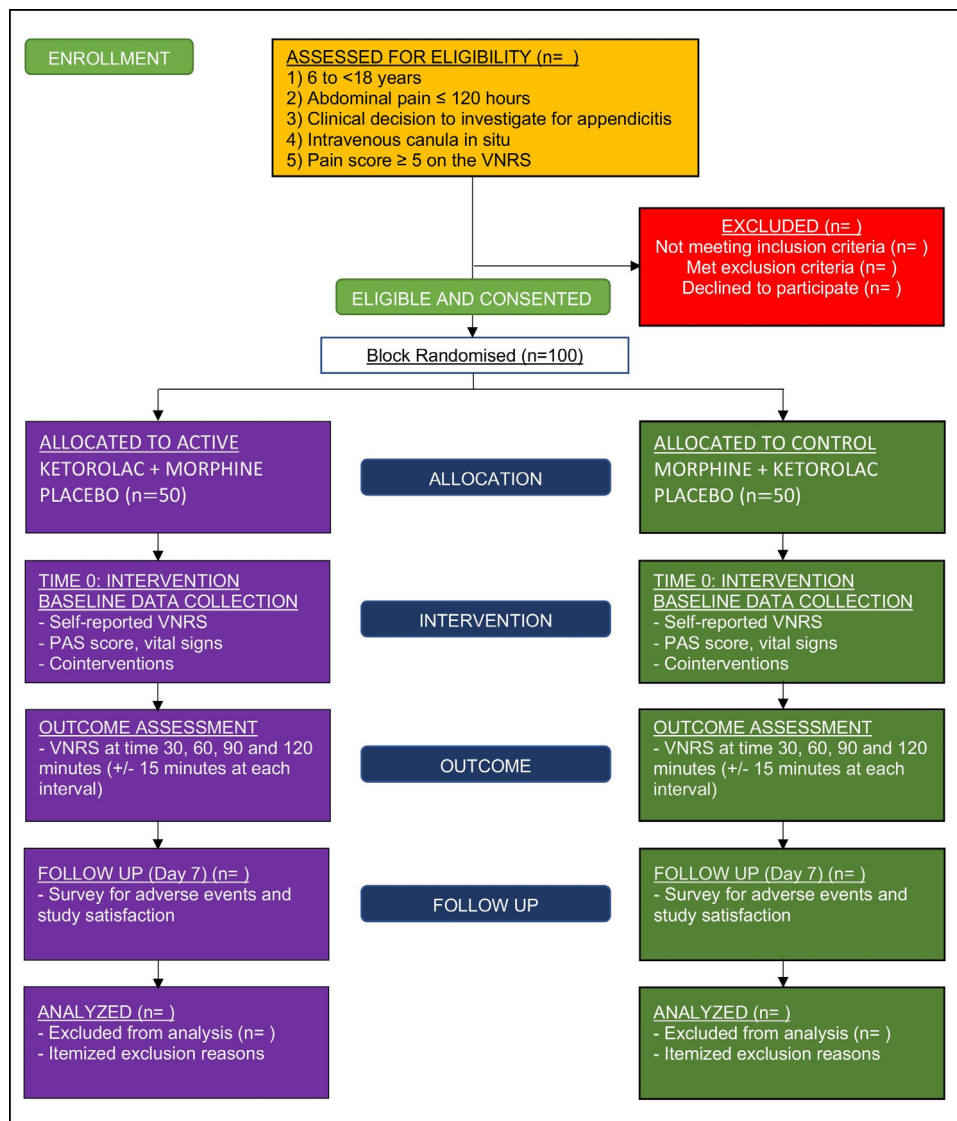 ENROLLMENT
ASSESSED FOR ELIGIBILITY (n= )
1) 6 to <18 years
2) Abdominal pain ≤ 120 hours
3) Clinical decision to investigate for appendicitis
4) Intravenous canula in situ
5) Pain score ≥ 5 on the VNRS
EXCLUDED (n= )
Not meeting inclusion criteria (n= )
Met exclusion criteria (n= )
Declined to participate (n= )
ELIGIBLE AND CONSENTED
Block Randomised (n=100)
ALLOCATED TO ACTIVE
KETOROLAC + MORPHINE
PLACEBO (n=50)
ALLOCATION
ALLOCATED TO CONTROL
MORPHINE + KETOROLAC
PLACEBO (n=50)
TIME 0: INTERVENTION
BASELINE DATA COLLECTION
- Self-reported VNRS
- PAS score, vital signs
- Cointerventions
INTERVENTION
TIME 0: INTERVENTION
BASELINE DATA COLLECTION
- Self-reported VNRS
- PAS score, vital signs
- Cointerventions
OUTCOME ASSESSMENT
- VNRS at time 30, 60, 90 and 120
minutes (+/- 15 minutes at each
interval)
OUTCOME
OUTCOME ASSESSMENT
- VNRS at time 30, 60, 90 and 120
minutes (+/- 15 minutes at each
interval)
FOLLOW UP (Day 7) (n= )
- Survey for adverse events and
study satisfaction
FOLLOW UP
FOLLOW UP (Day 7) (n= )
- Survey for adverse events and
study satisfaction
ANALYZED (n= )
- Excluded from analysis (n= )
- Itemized exclusion reasons
ANALYZED (n= )
- Excluded from analysis (n= )
- Itemized exclusion reasons